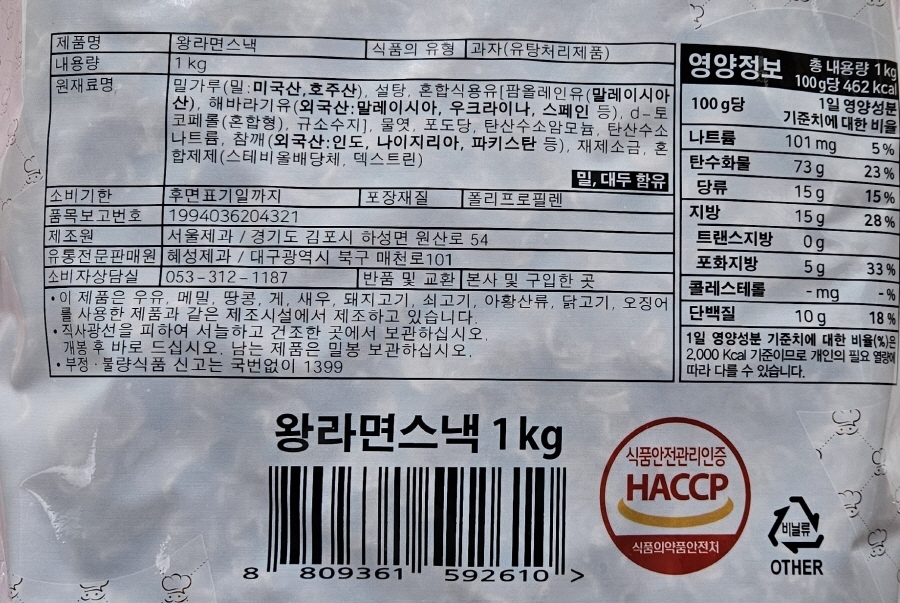 제품명 왕라면스낵 식품의 유형 과자(유탕처리제품)
내용량 1kg
원재료명 밀가루(밀:미국산,호주산), 설탕, 혼합식용유[팜올레인유(말레이시아
산), 해바라기유(외국산:말레이시아, 우크라이나, 스페인 등), d-토
코페롤(혼합형), 규소수지], 물엿, 포도당, 탄산수소암모늄, 탄산수소
나트륨, 참깨(외국산:인도, 나이지리아, 파키스탄 등), 재제소금, 혼
합제제(스테비올배당체, 덱스트린)
밀, 대두 함유
소비기한 후면표기일까지 포장재질 폴리프로필렌
품목보고번호 1994036204321
제조원 서울제과 / 경기도 김포시 하성면 원산로 54
유통전문판매원 혜성제과 / 대구광역시 북구 매천로101
소비자상담실 053-312-1187 반품 및 교환 본사 및 구입한 곳
•이 제품은 우유, 메밀, 땅콩, 게, 새우, 돼지고기, 쇠고기, 아황산류, 닭고기, 오징어
를 사용한 제품과 같은 제조시설에서 제조하고 있습니다.
•직사광선을 피하여 서늘하고 건조한 곳에서 보관하십시오.
개봉 후 바로 드십시오. 남는 제품은 밀봉 보관하십시오.
•부정·불량식품 신고는 국번없이 1399
영양정보 총 내용량 1kg
100g당 462 kcal
100g당 1일 영양성분
기준치에 대한 비율
나트륨 101mg 5%
탄수화물 73g 23%
당류 15g 15%
지방 15g 28%
트랜스지방 0g
포화지방 5g 33%
콜레스테롤 -mg -%
단백질 10g 18%
1일 영양성분 기준치에 대한 비율(%)은
2,000 Kcal 기준이므로 개인의 필요 열량에
따라 다를 수 있습니다.
왕라면스낵 1kg
8 809361 592610 >
식품안전관리인증
HACCP
식품의약품안전처
비닐류
OTHER